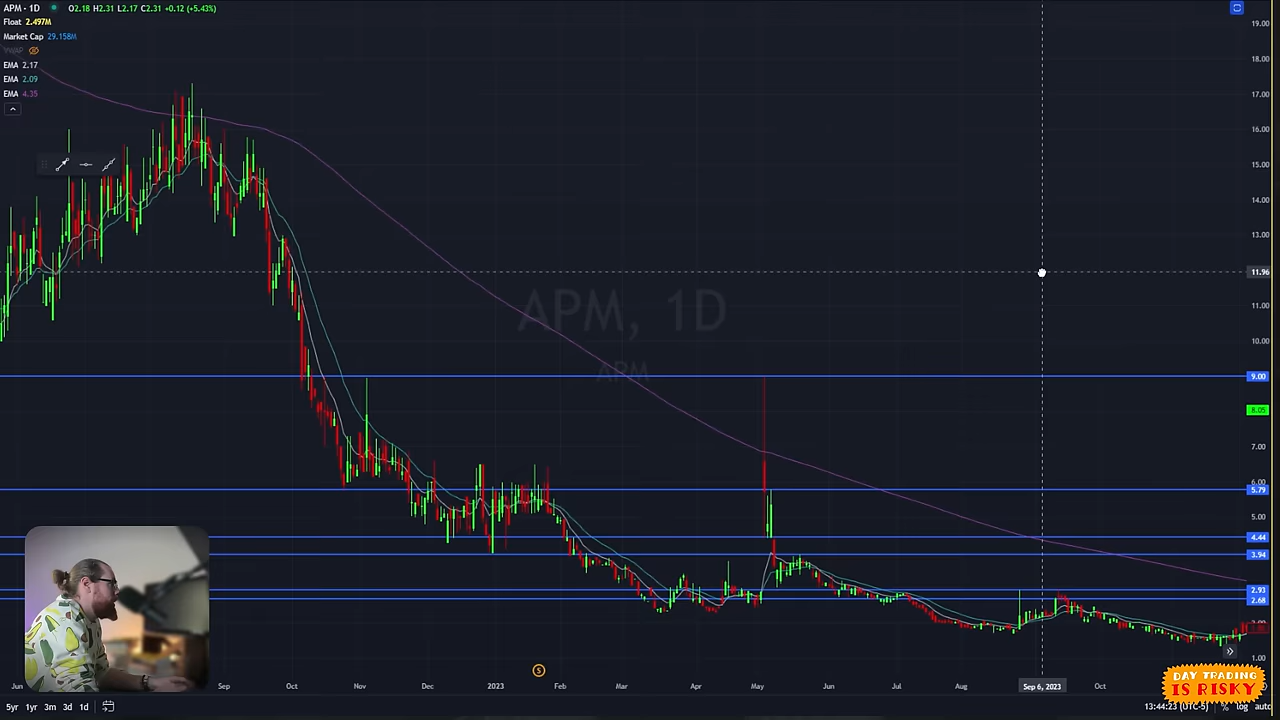 APM · 1D O2.18 H2.31 L2.17 C2.31 +0.12 (+5.43%)
Float 2.497M
Market Cap 29.158M
VWAP
EMA 2.17
EMA 2.09
EMA 4.35
APM, 1D
APM
19.00
18.00
17.00
16.00
15.00
14.00
13.00
11.96
11.00
10.00
9.00
8.05
7.00
6.00
5.79
5.00
4.44
3.94
2.93
2.68
1.00
S
Jun Sep Oct Nov Dec 2023 Feb Mar Apr May Jun Jul Aug Sep 6, 2023 Oct
DAY TRADING
IS RISKY
5yr 1yr 3m 3d 1d 13:44:23 (UTC-5) % log auto